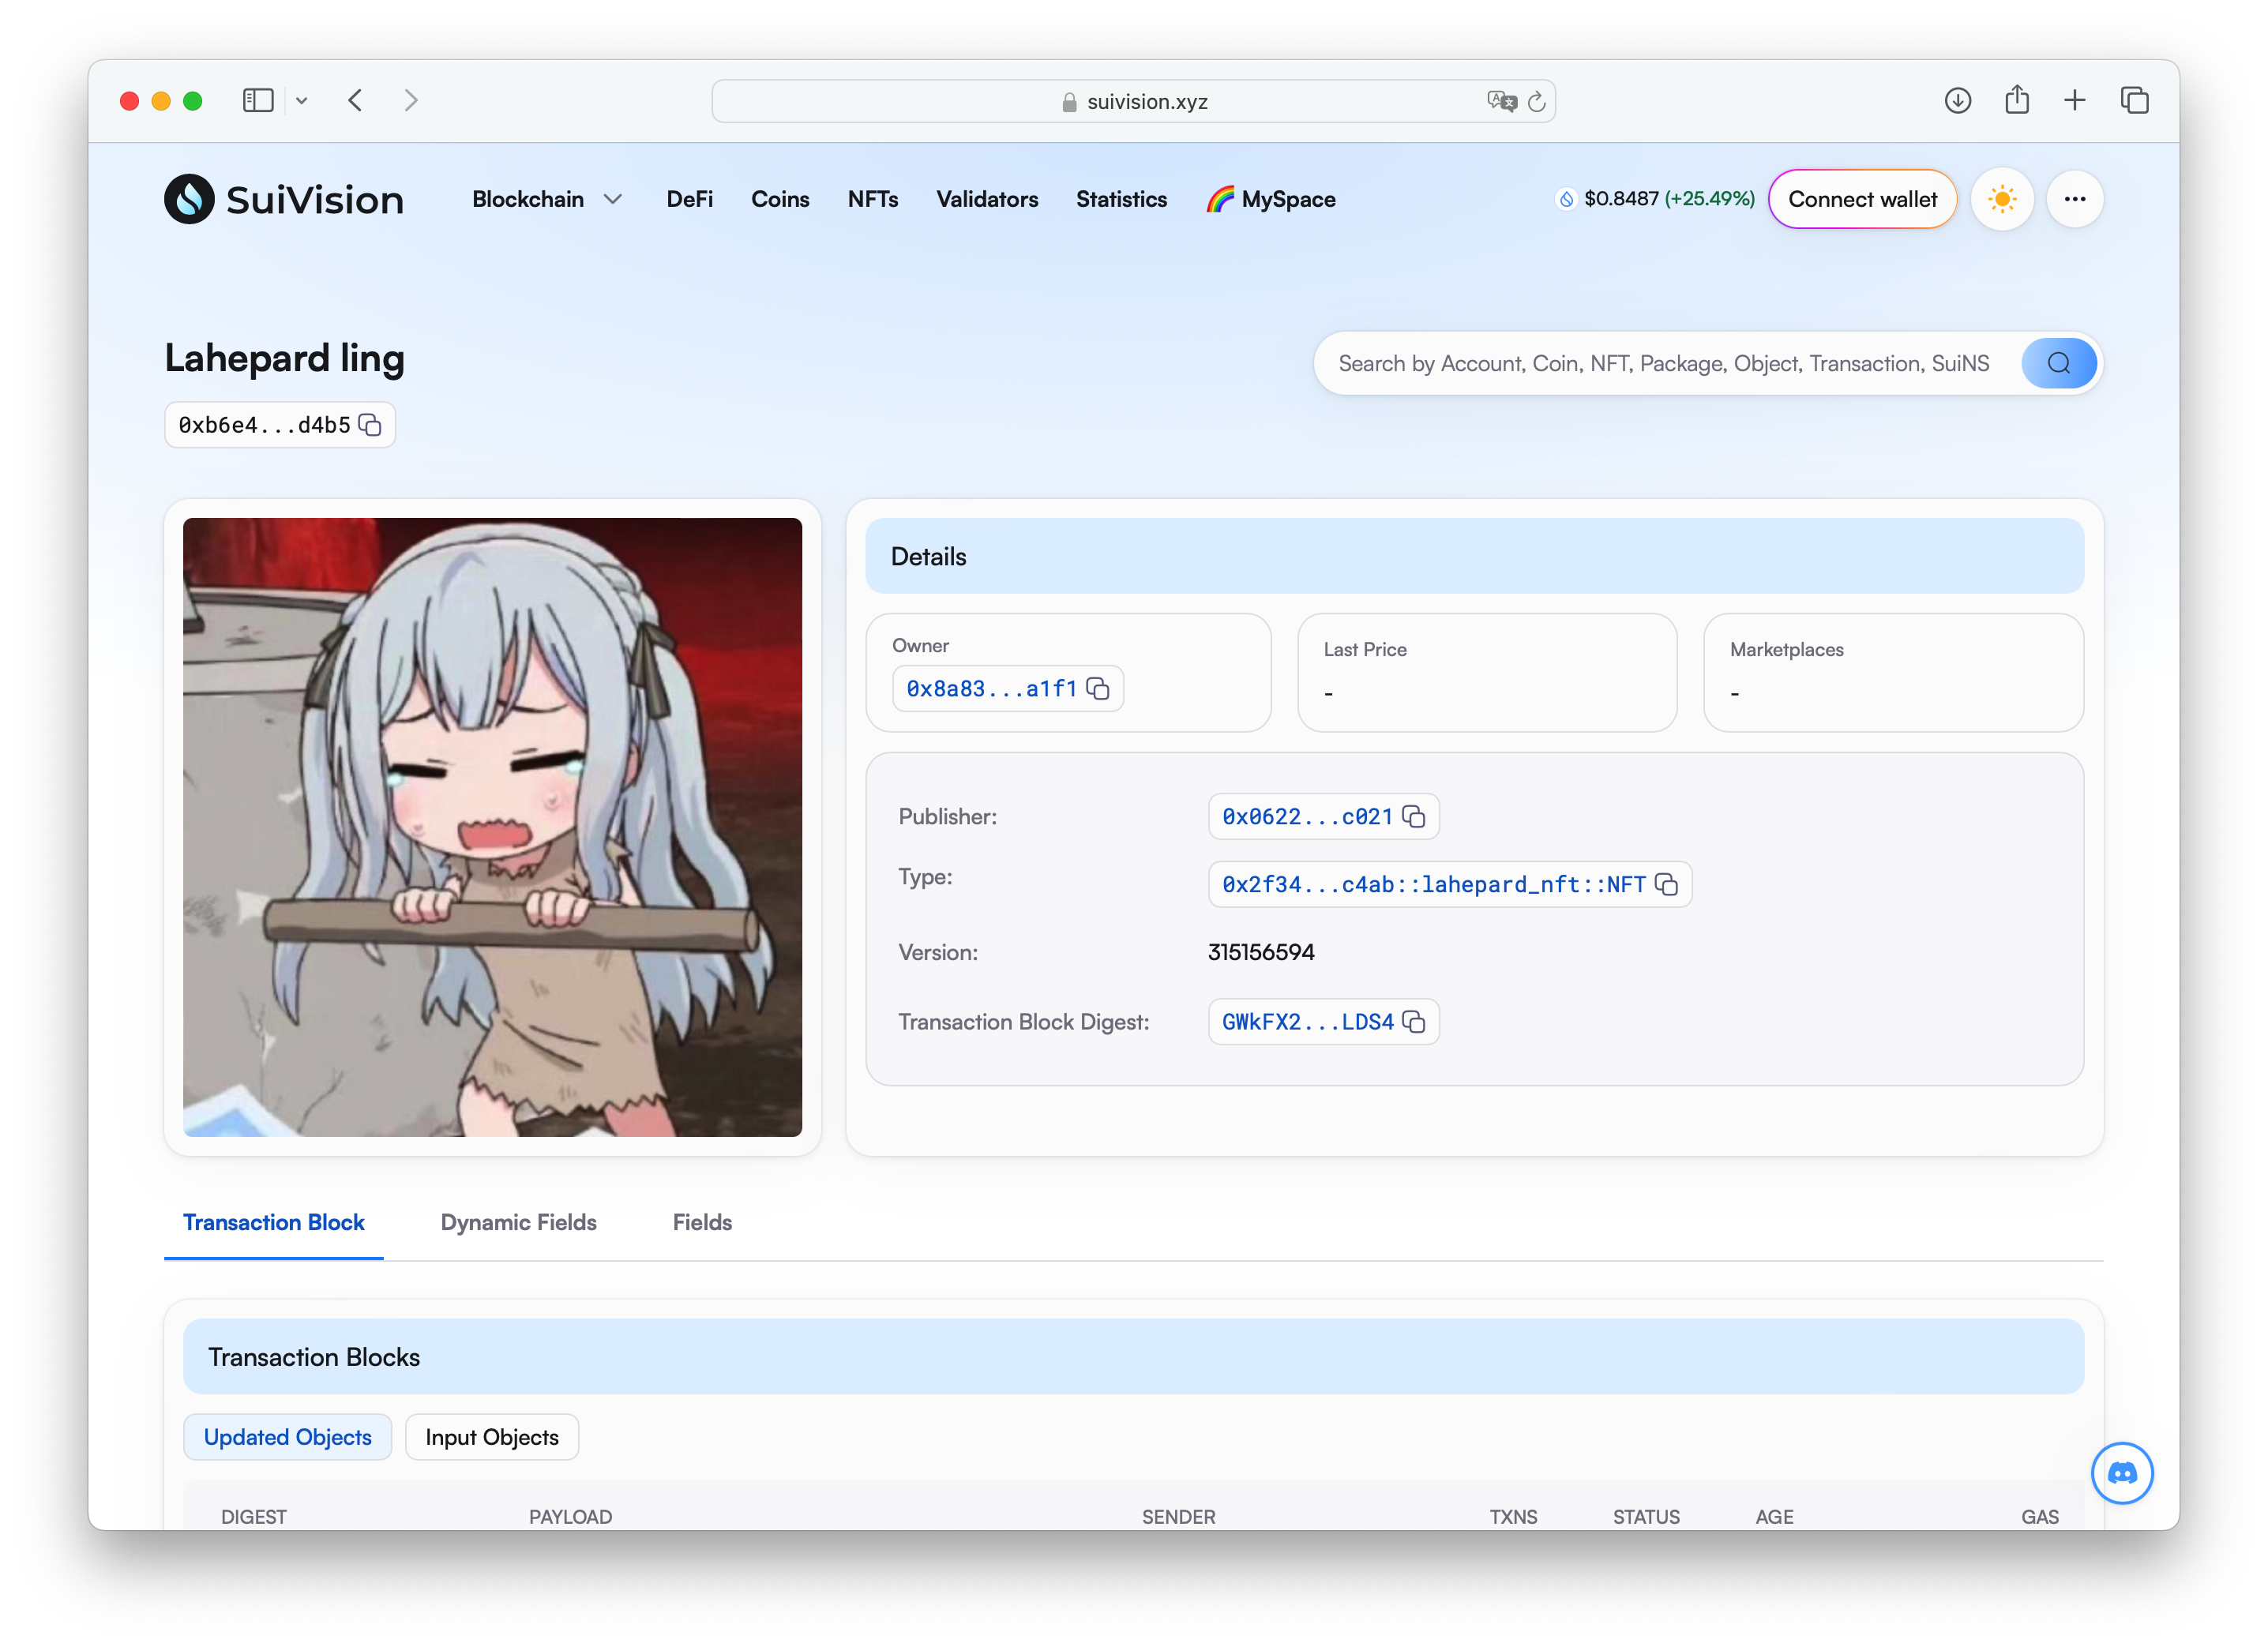 suivision.xyz
SuiVision
Blockchain DeFi Coins NFTs Validators Statistics MySpace $0.8487 (+25.49%) Connect wallet
Lahepard ling
Search by Account, Coin, NFT, Package, Object, Transaction, SuiNS
0xb6e4...d4b5
Details
Owner
0x8a83...a1f1
Last Price
-
Marketplaces
-
Publisher: 0x0622...c021
Type: 0x2f34...c4ab::lahepard_nft::NFT
Version: 315156594
Transaction Block Digest: GWkFX2...LDS4
Transaction Block Dynamic Fields Fields
Transaction Blocks
Updated Objects Input Objects
DIGEST PAYLOAD SENDER TXNS STATUS AGE GAS